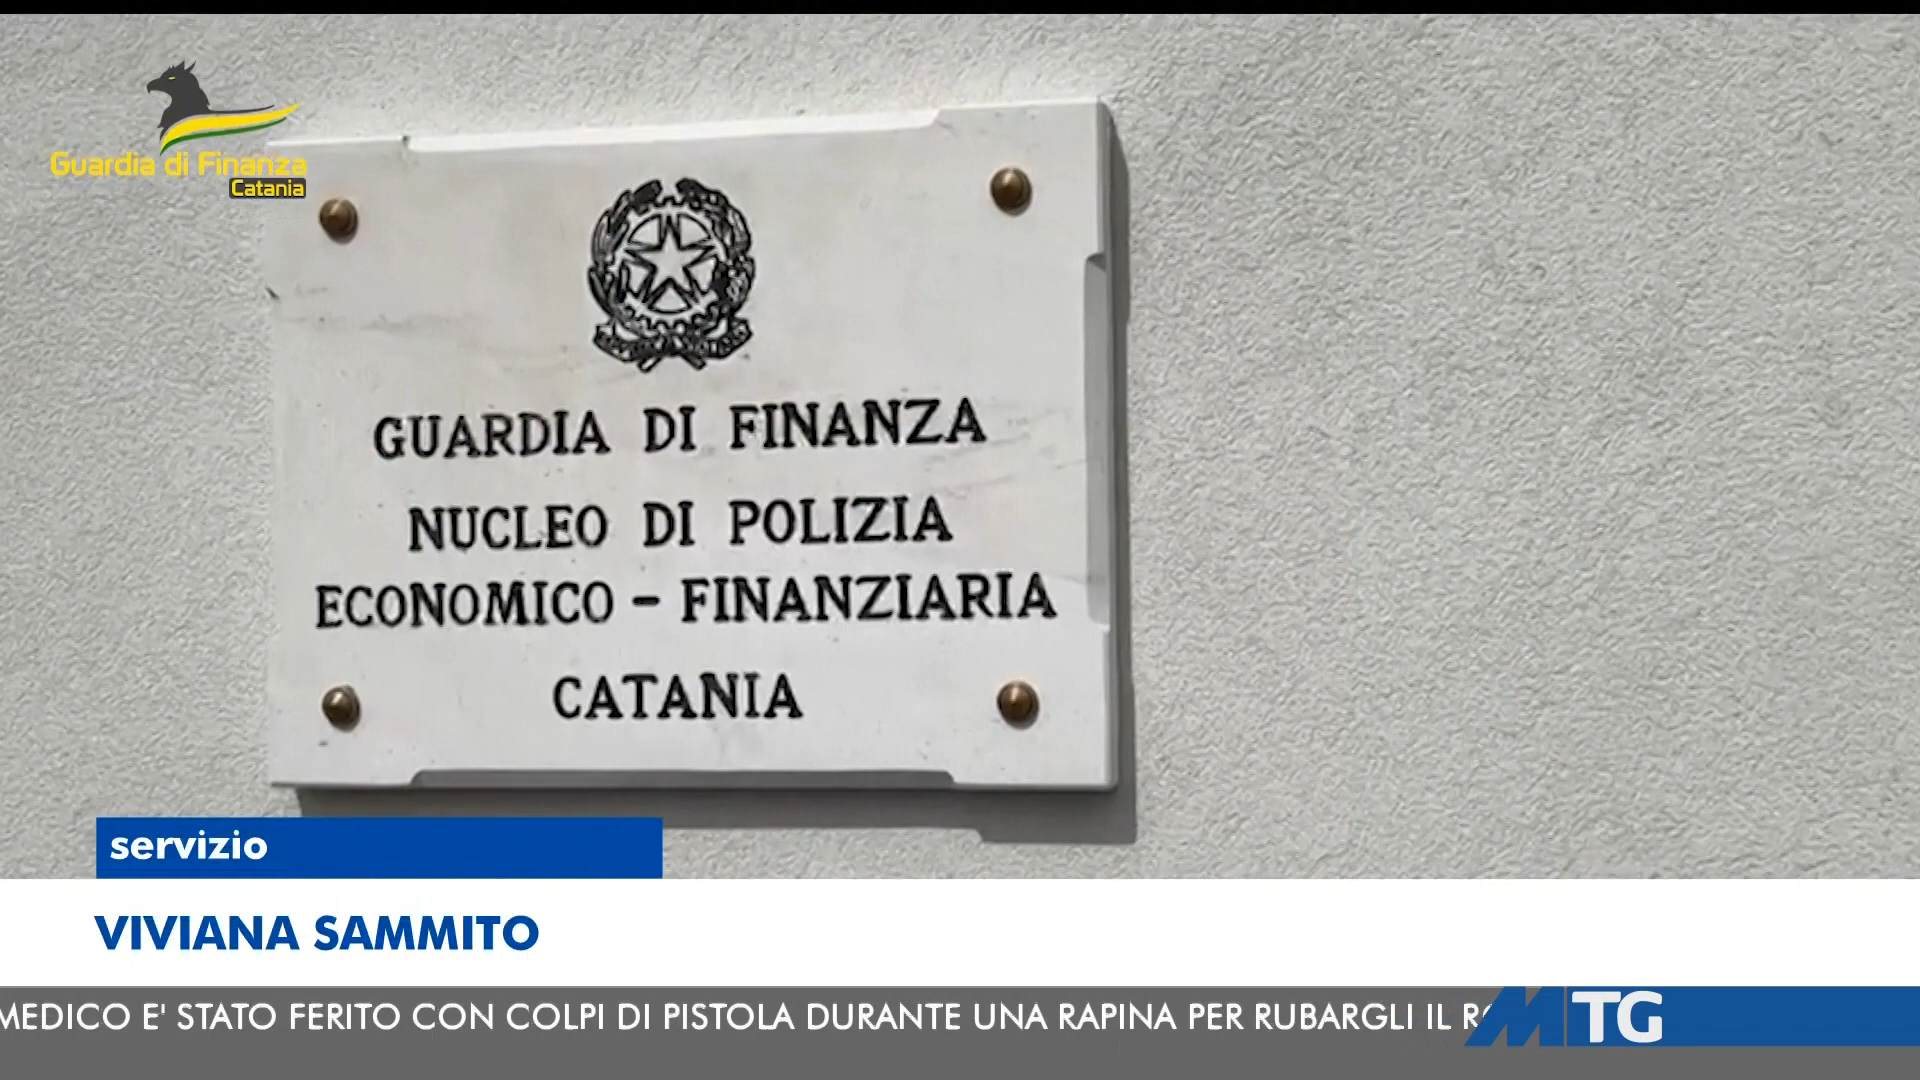 Guardia di Finanza
Catania
GUARDIA DI FINANZA
NUCLEO DI POLIZIA
ECONOMICO - FINANZIARIA
CATANIA
servizio
VIVIANA SAMMITO
MEDICO E' STATO FERITO CON COLPI DI PISTOLA DURANTE UNA RAPINA PER RUBARGLI IL
MTG